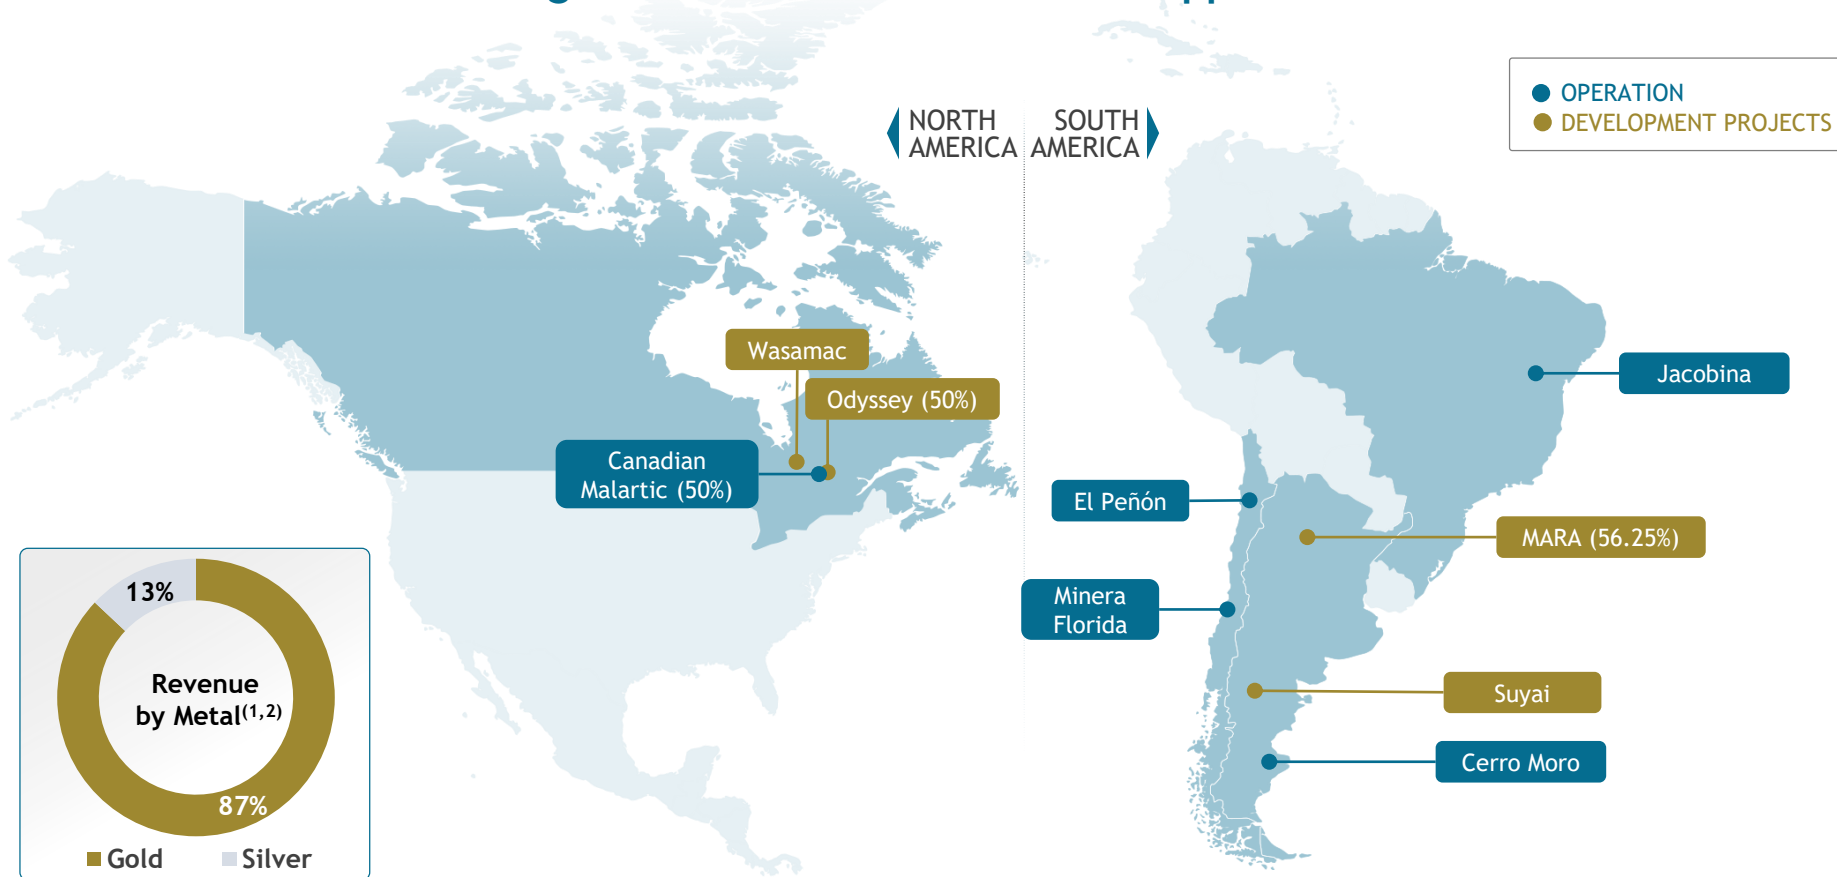 NORTH
AMERICA
SOUTH
AMERICA
OPERATION
DEVELOPMENT PROJECTS
Wasamac
Odyssey (50%)
Canadian
Malartic (50%)
Jacobina
El Peñón
MARA (56.25%)
Minera
Florida
Suyai
Cerro Moro
13%
Revenue
by Metal(1,2)
87%
Gold
Silver